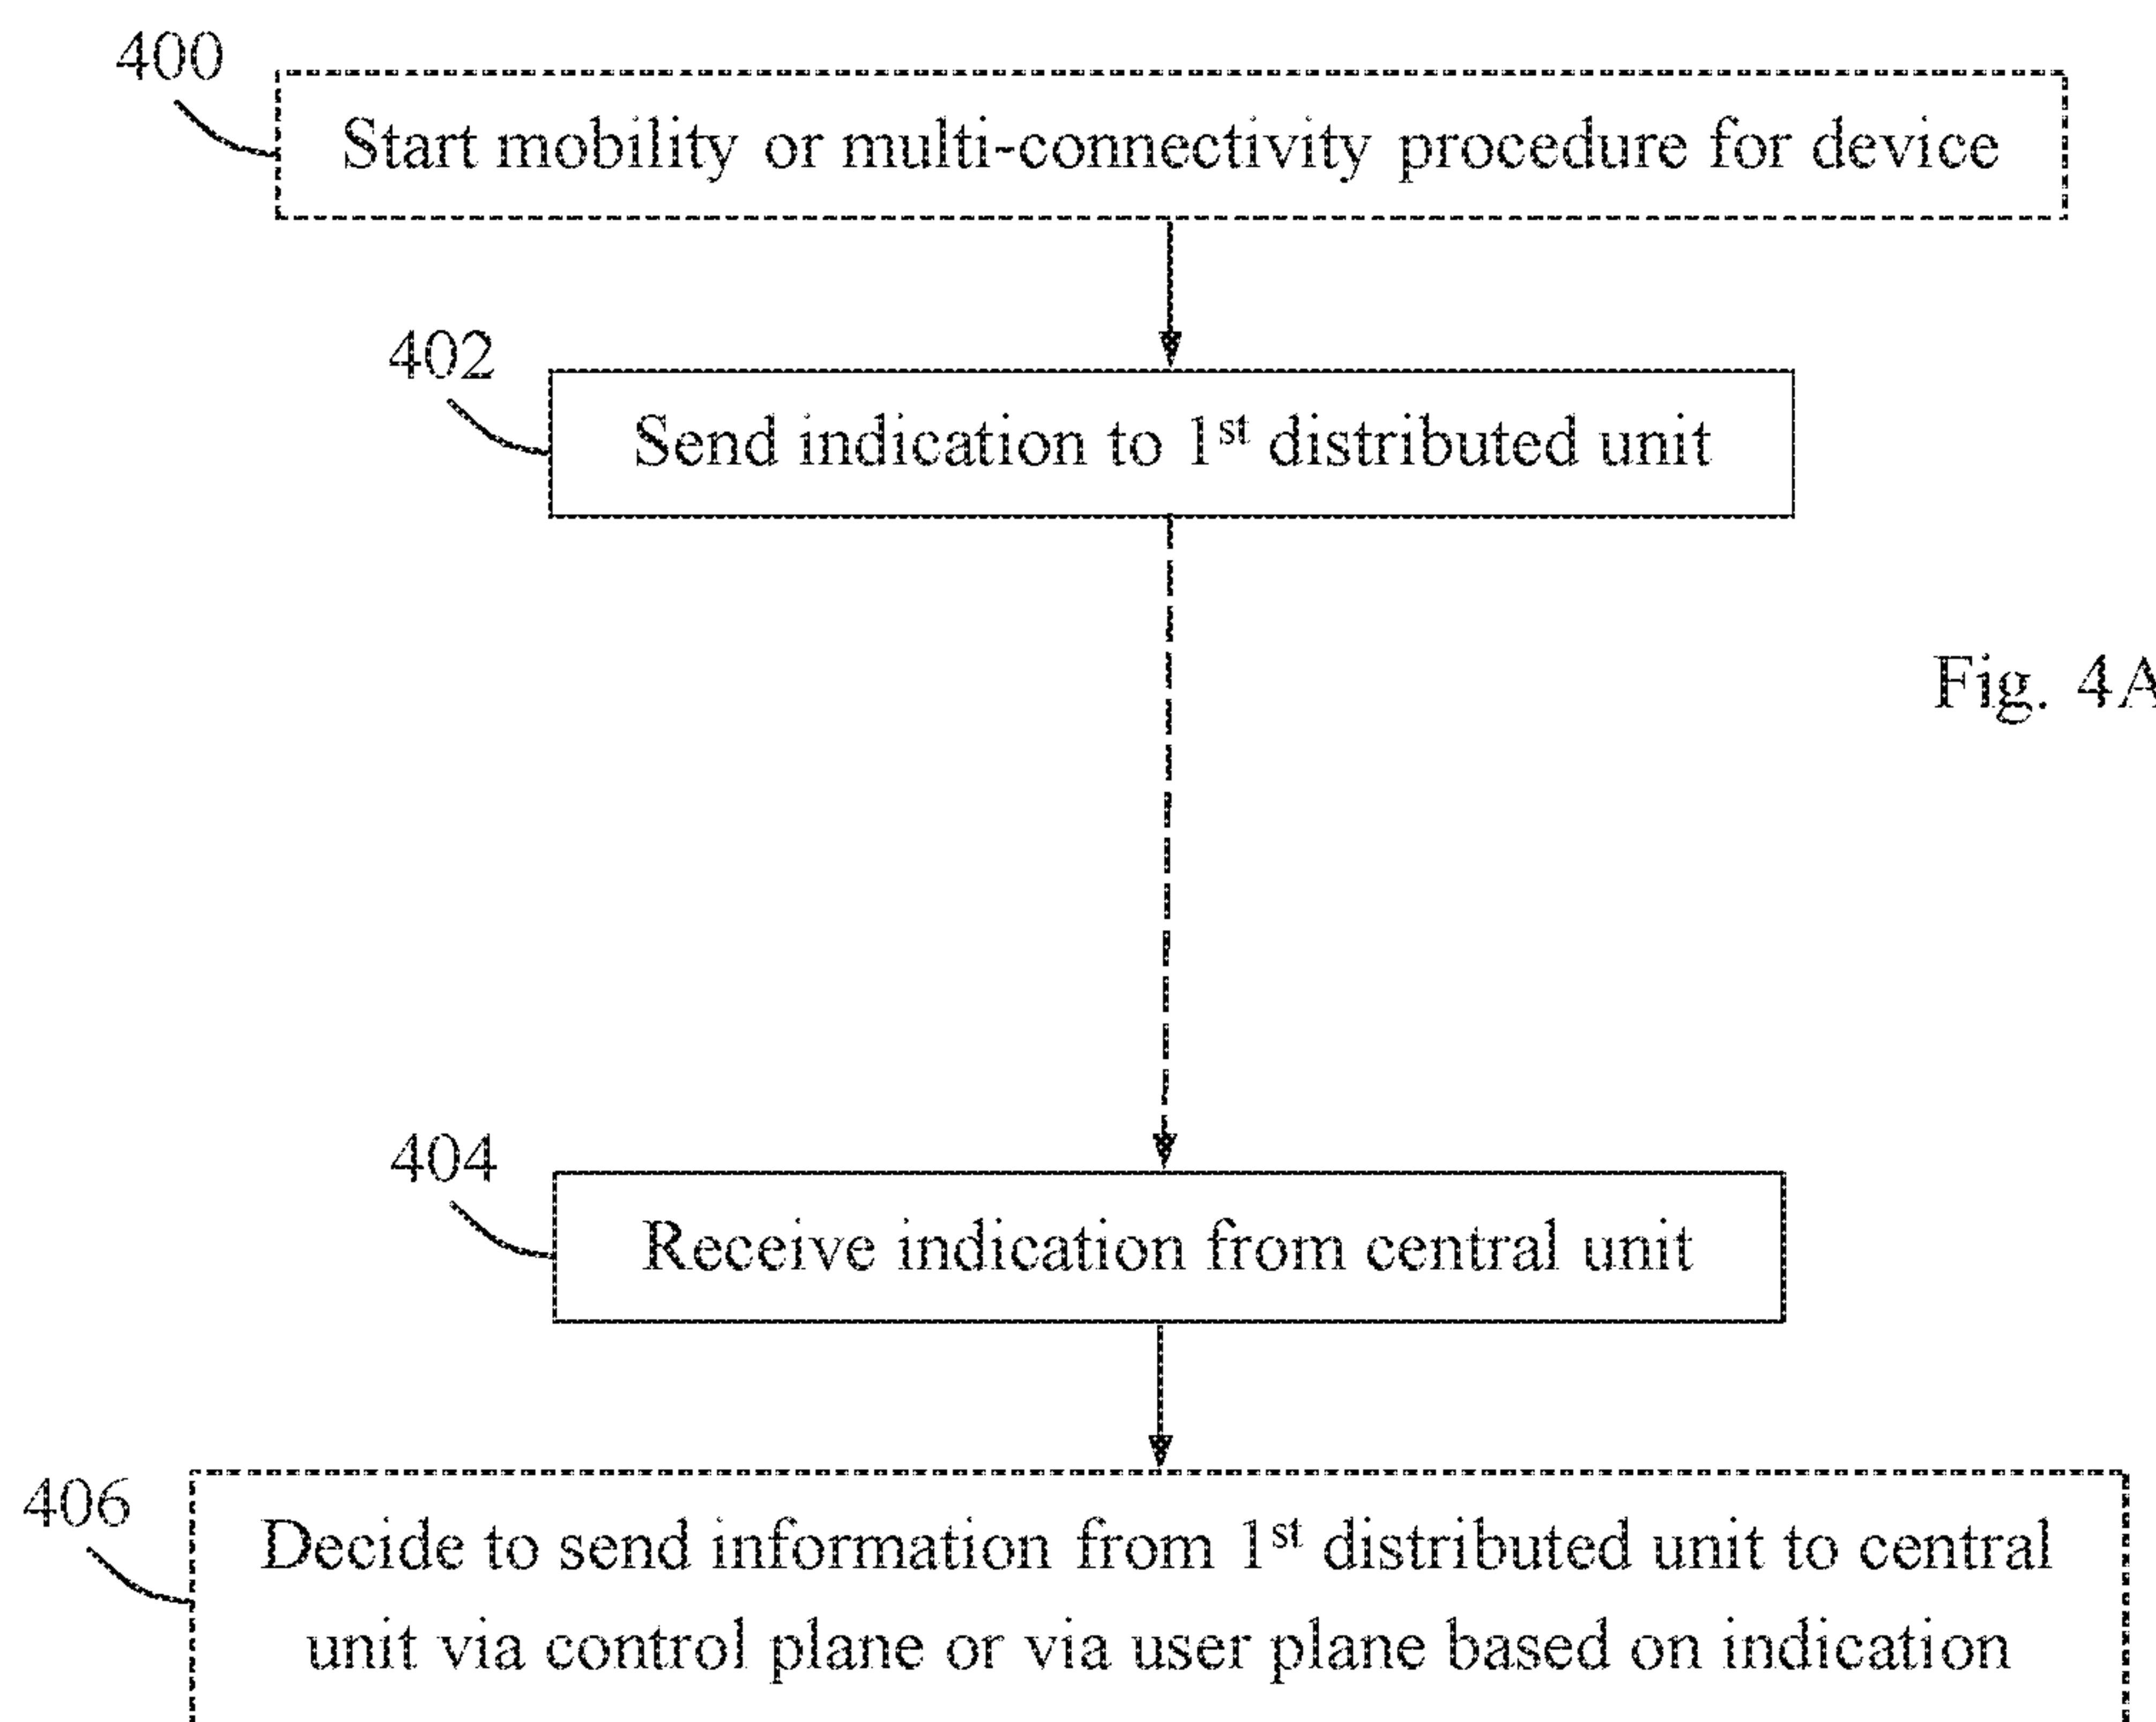 400
Start mobility or multi-connectivity procedure for device
402
Send indication to 1st distributed unit
Fig. 4A
404
Receive indication from central unit
406
Decide to send information from 1st distributed unit to central
unit via control plane or via user plane based on indication